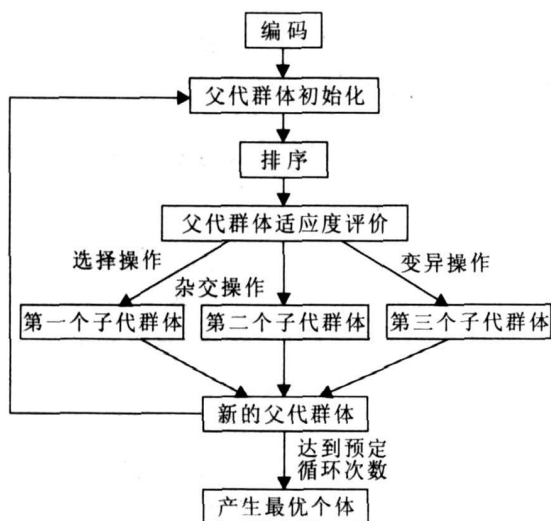 编码
父代群体初始化
排序
父代群体适应度评价
选择操作
杂交操作
变异操作
第一个子代群体
第二个子代群体
第三个子代群体
新的父代群体
达到预定
循环次数
产生最优个体